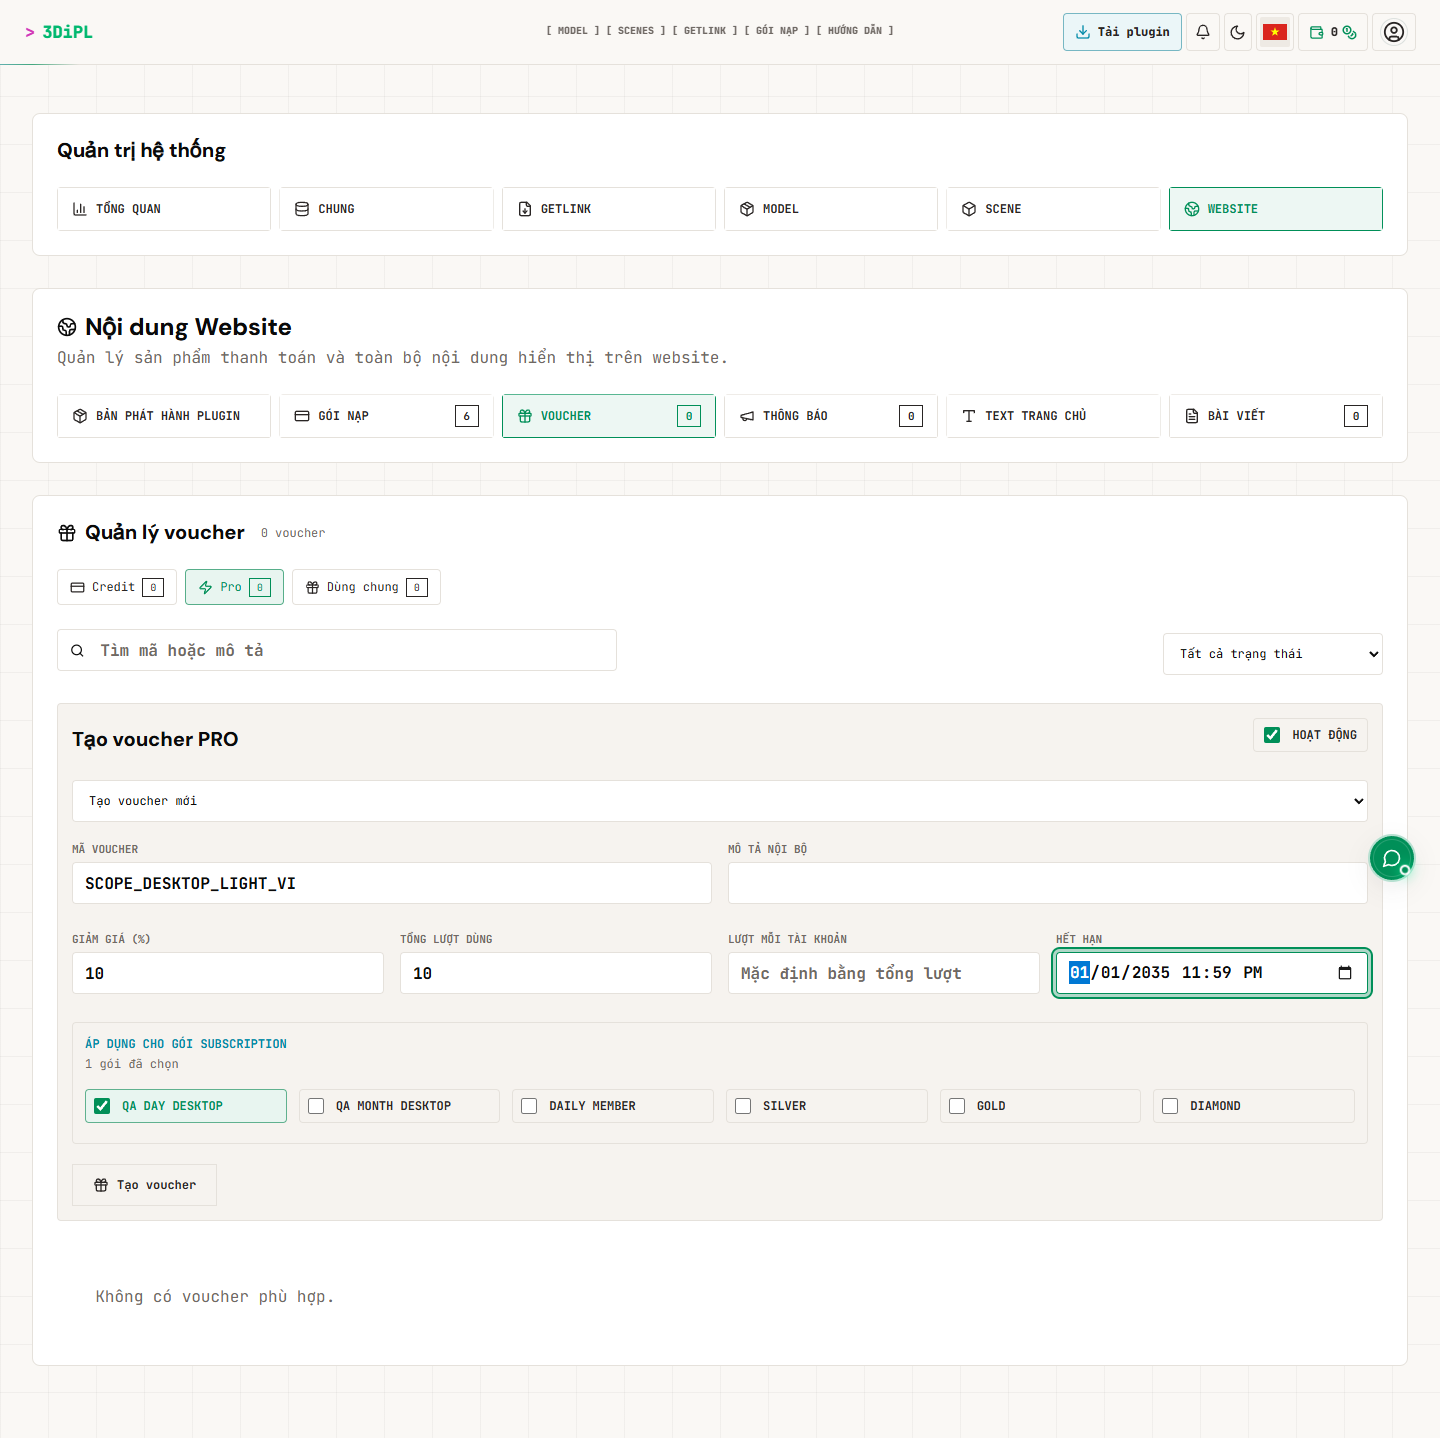 > 3DiPL
[ MODEL ] [ SCENES ] [ GETLINK ] [ GÓI NẠP ] [ HƯỚNG DẪN ]
Tải plugin
0
Quản trị hệ thống
TỔNG QUAN
CHUNG
GETLINK
MODEL
SCENE
WEBSITE
Nội dung Website
Quản lý sản phẩm thanh toán và toàn bộ nội dung hiển thị trên website.
BẢN PHÁT HÀNH PLUGIN
GÓI NẠP 6
VOUCHER 0
THÔNG BÁO 0
TEXT TRANG CHỦ
BÀI VIẾT 0
Quản lý voucher 0 voucher
Credit 0
Pro 0
Dùng chung 0
Tìm mã hoặc mô tả
Tất cả trạng thái
Tạo voucher PRO
HOẠT ĐỘNG
Tạo voucher mới
MÃ VOUCHER
MÔ TẢ NỘI BỘ
SCOPE_DESKTOP_LIGHT_VI
GIẢM GIÁ (%)
TỔNG LƯỢT DÙNG
LƯỢT MỖI TÀI KHOẢN
HẾT HẠN
10
10
Mặc định bằng tổng lượt
01/01/2035 11:59 PM
ÁP DỤNG CHO GÓI SUBSCRIPTION
1 gói đã chọn
QA DAY DESKTOP
QA MONTH DESKTOP
DAILY MEMBER
SILVER
GOLD
DIAMOND
Tạo voucher
Không có voucher phù hợp.